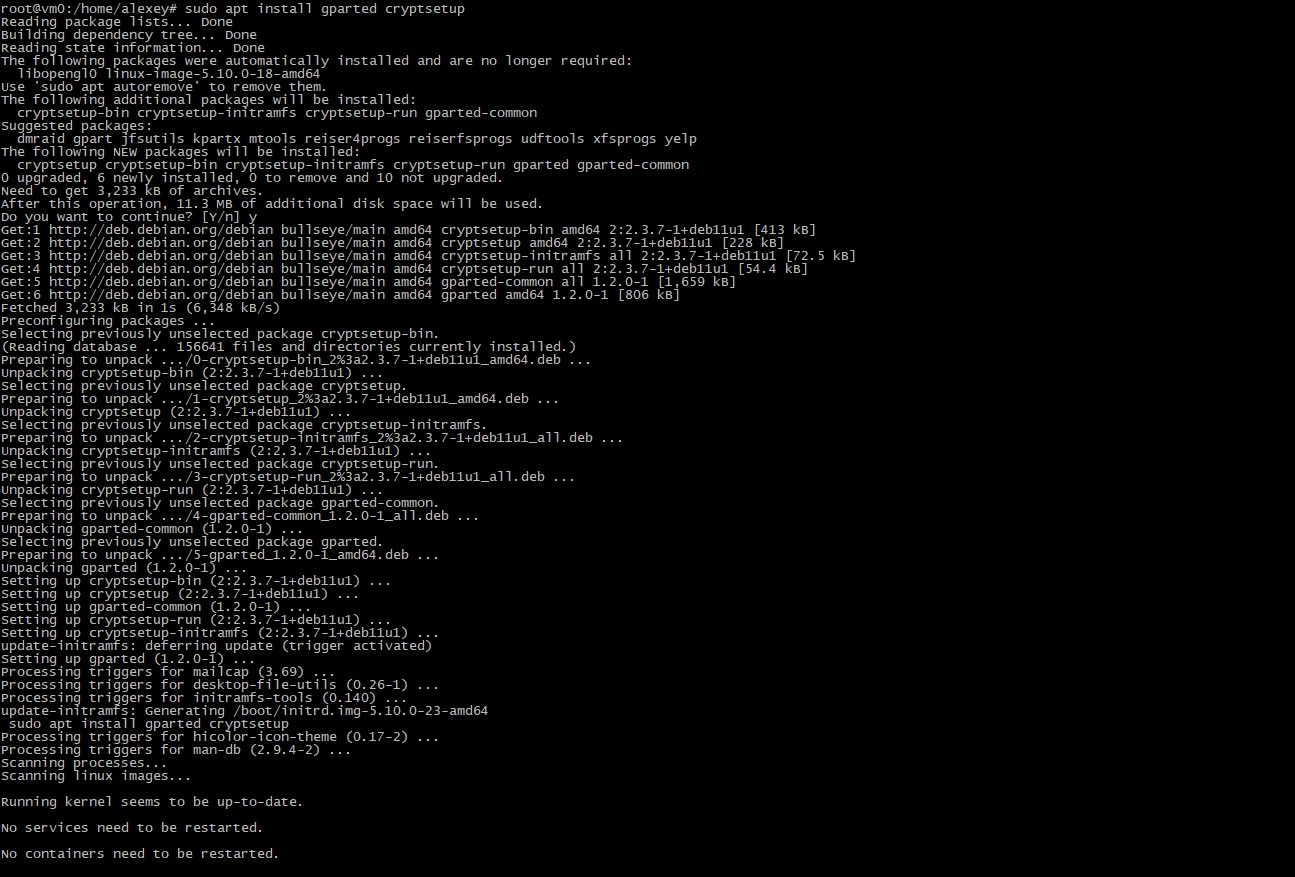 root@vm0:/home/alexey# sudo apt install gparted cryptsetup
Reading package lists... Done
Building dependency tree... Done
Reading state information... Done
The following packages were automatically installed and are no longer required:
  libopengl0 linux-image-5.10.0-18-amd64
Use 'sudo apt autoremove' to remove them.
The following additional packages will be installed:
  cryptsetup-bin cryptsetup-initramfs cryptsetup-run gparted-common
Suggested packages:
  dmraid gpart jfsutils kpartx mtools reiser4progs reiserfsprogs udftools xfsprogs yelp
The following NEW packages will be installed:
  cryptsetup cryptsetup-bin cryptsetup-initramfs cryptsetup-run gparted gparted-common
0 upgraded, 6 newly installed, 0 to remove and 10 not upgraded.
Need to get 3,233 kB of archives.
After this operation, 11.3 MB of additional disk space will be used.
Do you want to continue? [Y/n] y
Get:1 http://deb.debian.org/debian bullseye/main amd64 cryptsetup-bin amd64 2:2.3.7-1+deb11u1 [413 kB]
Get:2 http://deb.debian.org/debian bullseye/main amd64 cryptsetup amd64 2:2.3.7-1+deb11u1 [228 kB]
Get:3 http://deb.debian.org/debian bullseye/main amd64 cryptsetup-initramfs all 2:2.3.7-1+deb11u1 [72.5 kB]
Get:4 http://deb.debian.org/debian bullseye/main amd64 cryptsetup-run all 2:2.3.7-1+deb11u1 [54.4 kB]
Get:5 http://deb.debian.org/debian bullseye/main amd64 gparted-common all 1.2.0-1 [1,659 kB]
Get:6 http://deb.debian.org/debian bullseye/main amd64 gparted amd64 1.2.0-1 [806 kB]
Fetched 3,233 kB in 1s (6,348 kB/s)
Preconfiguring packages ...
Selecting previously unselected package cryptsetup-bin.
(Reading database ... 156641 files and directories currently installed.)
Preparing to unpack .../0-cryptsetup-bin_2%3a2.3.7-1+deb11u1_amd64.deb ...
Unpacking cryptsetup-bin (2:2.3.7-1+deb11u1) ...
Selecting previously unselected package cryptsetup.
Preparing to unpack .../1-cryptsetup_2%3a2.3.7-1+deb11u1_amd64.deb ...
Unpacking cryptsetup (2:2.3.7-1+deb11u1) ...
Selecting previously unselected package cryptsetup-initramfs.
Preparing to unpack .../2-cryptsetup-initramfs_2%3a2.3.7-1+deb11u1_all.deb ...
Unpacking cryptsetup-initramfs (2:2.3.7-1+deb11u1) ...
Selecting previously unselected package cryptsetup-run.
Preparing to unpack .../3-cryptsetup-run_2%3a2.3.7-1+deb11u1_all.deb ...
Unpacking cryptsetup-run (2:2.3.7-1+deb11u1) ...
Selecting previously unselected package gparted-common.
Preparing to unpack .../4-gparted-common_1.2.0-1_all.deb ...
Unpacking gparted-common (1.2.0-1) ...
Selecting previously unselected package gparted.
Preparing to unpack .../5-gparted_1.2.0-1_amd64.deb ...
Unpacking gparted (1.2.0-1) ...
Setting up cryptsetup-bin (2:2.3.7-1+deb11u1) ...
Setting up cryptsetup (2:2.3.7-1+deb11u1) ...
Setting up gparted-common (1.2.0-1) ...
Setting up cryptsetup-run (2:2.3.7-1+deb11u1) ...
Setting up cryptsetup-initramfs (2:2.3.7-1+deb11u1) ...
update-initramfs: deferring update (trigger activated)
Setting up gparted (1.2.0-1) ...
Processing triggers for mailcap (3.69) ...
Processing triggers for desktop-file-utils (0.26-1) ...
Processing triggers for initramfs-tools (0.140) ...
update-initramfs: Generating /boot/initrd.img-5.10.0-23-amd64
 sudo apt install gparted cryptsetup
Processing triggers for hicolor-icon-theme (0.17-2) ...
Processing triggers for man-db (2.9.4-2) ...
Scanning processes...
Scanning linux images...
Running kernel seems to be up-to-date.
No services need to be restarted.
No containers need to be restarted.